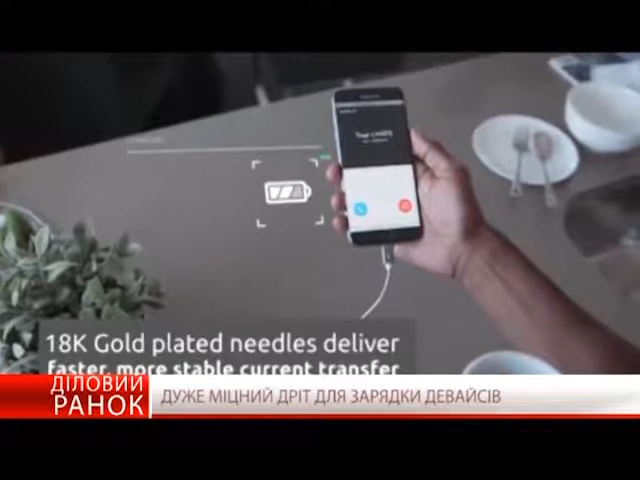 18K Gold plated needles deliver
faster, more stable current transfer
ДІЛОВИЙ
РАНОК
ДУЖЕ МІЦНИЙ ДРІТ ДЛЯ ЗАРЯДКИ ДЕВАЙСІВ